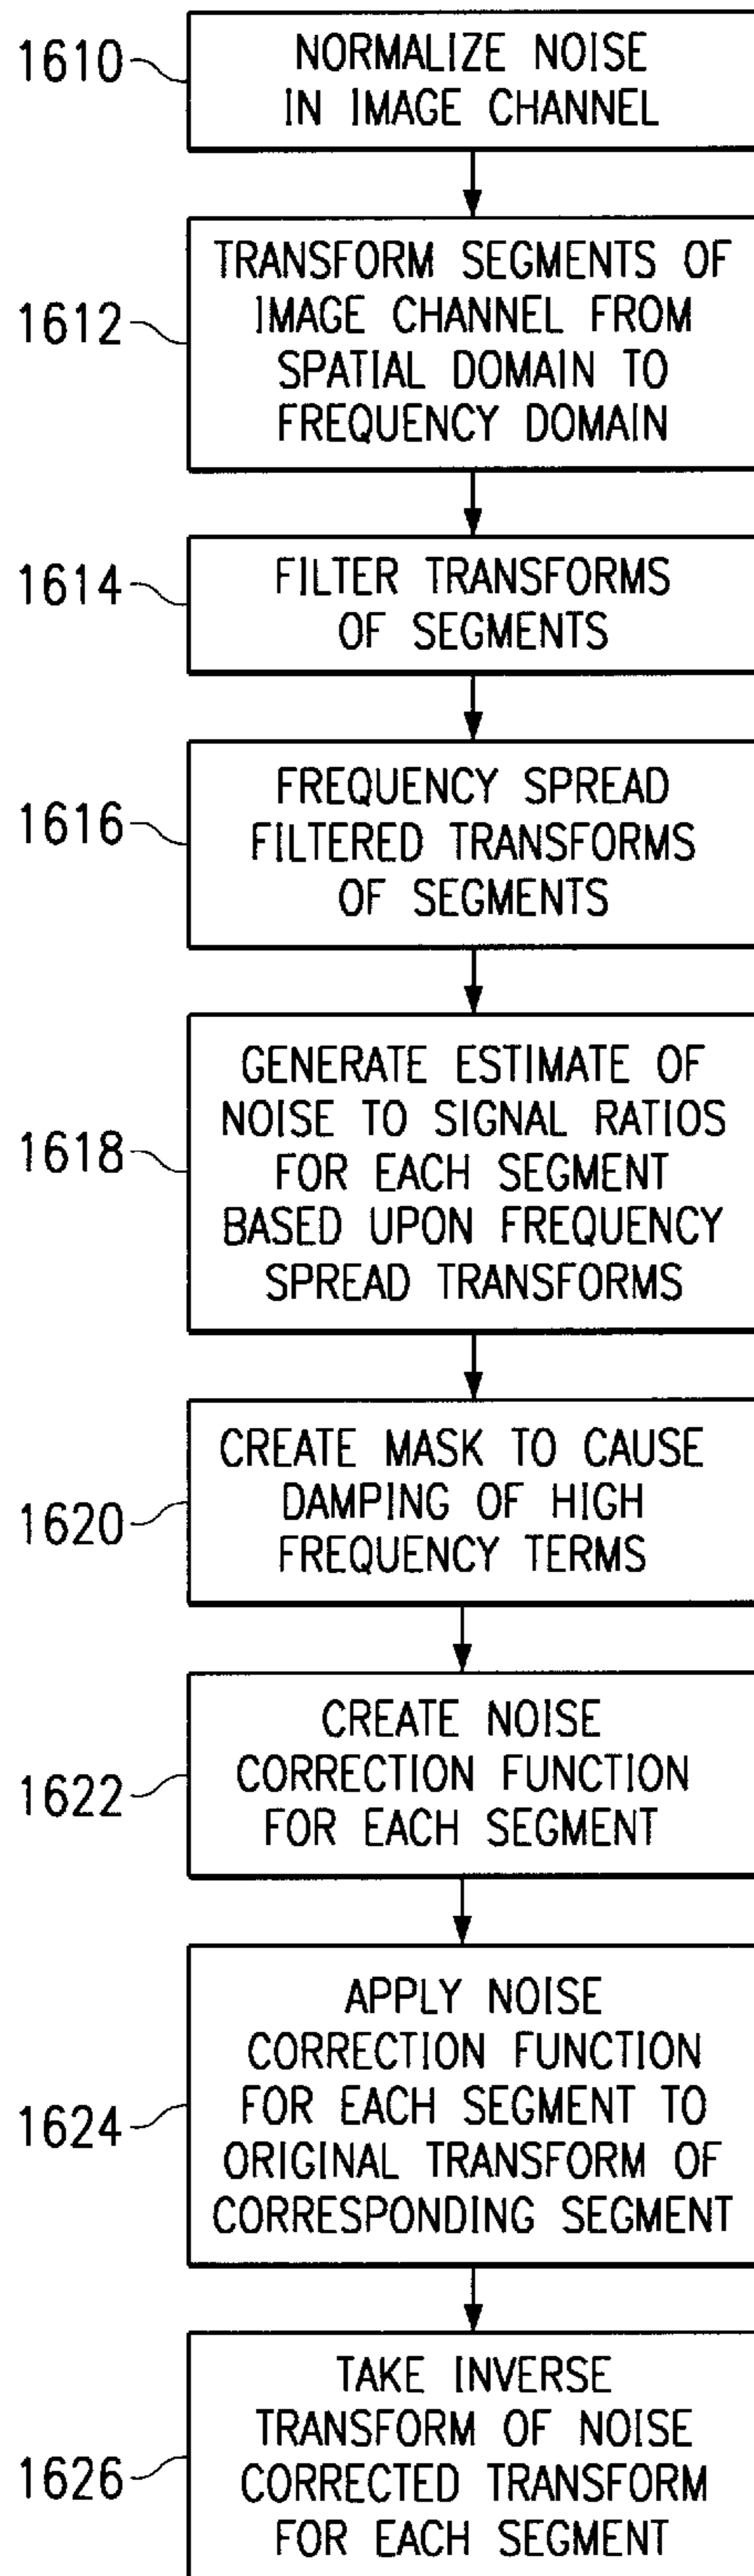 1610
NORMALIZE NOISE
IN IMAGE CHANNEL
1612
TRANSFORM SEGMENTS OF
IMAGE CHANNEL FROM
SPATIAL DOMAIN TO
FREQUENCY DOMAIN
1614
FILTER TRANSFORMS
OF SEGMENTS
1616
FREQUENCY SPREAD
FILTERED TRANSFORMS
OF SEGMENTS
1618
GENERATE ESTIMATE OF
NOISE TO SIGNAL RATIOS
FOR EACH SEGMENT
BASED UPON FREQUENCY
SPREAD TRANSFORMS
1620
CREATE MASK TO CAUSE
DAMPING OF HIGH
FREQUENCY TERMS
1622
CREATE NOISE
CORRECTION FUNCTION
FOR EACH SEGMENT
1624
APPLY NOISE
CORRECTION FUNCTION
FOR EACH SEGMENT TO
ORIGINAL TRANSFORM OF
CORRESPONDING SEGMENT
1626
TAKE INVERSE
TRANSFORM OF NOISE
CORRECTED TRANSFORM
FOR EACH SEGMENT